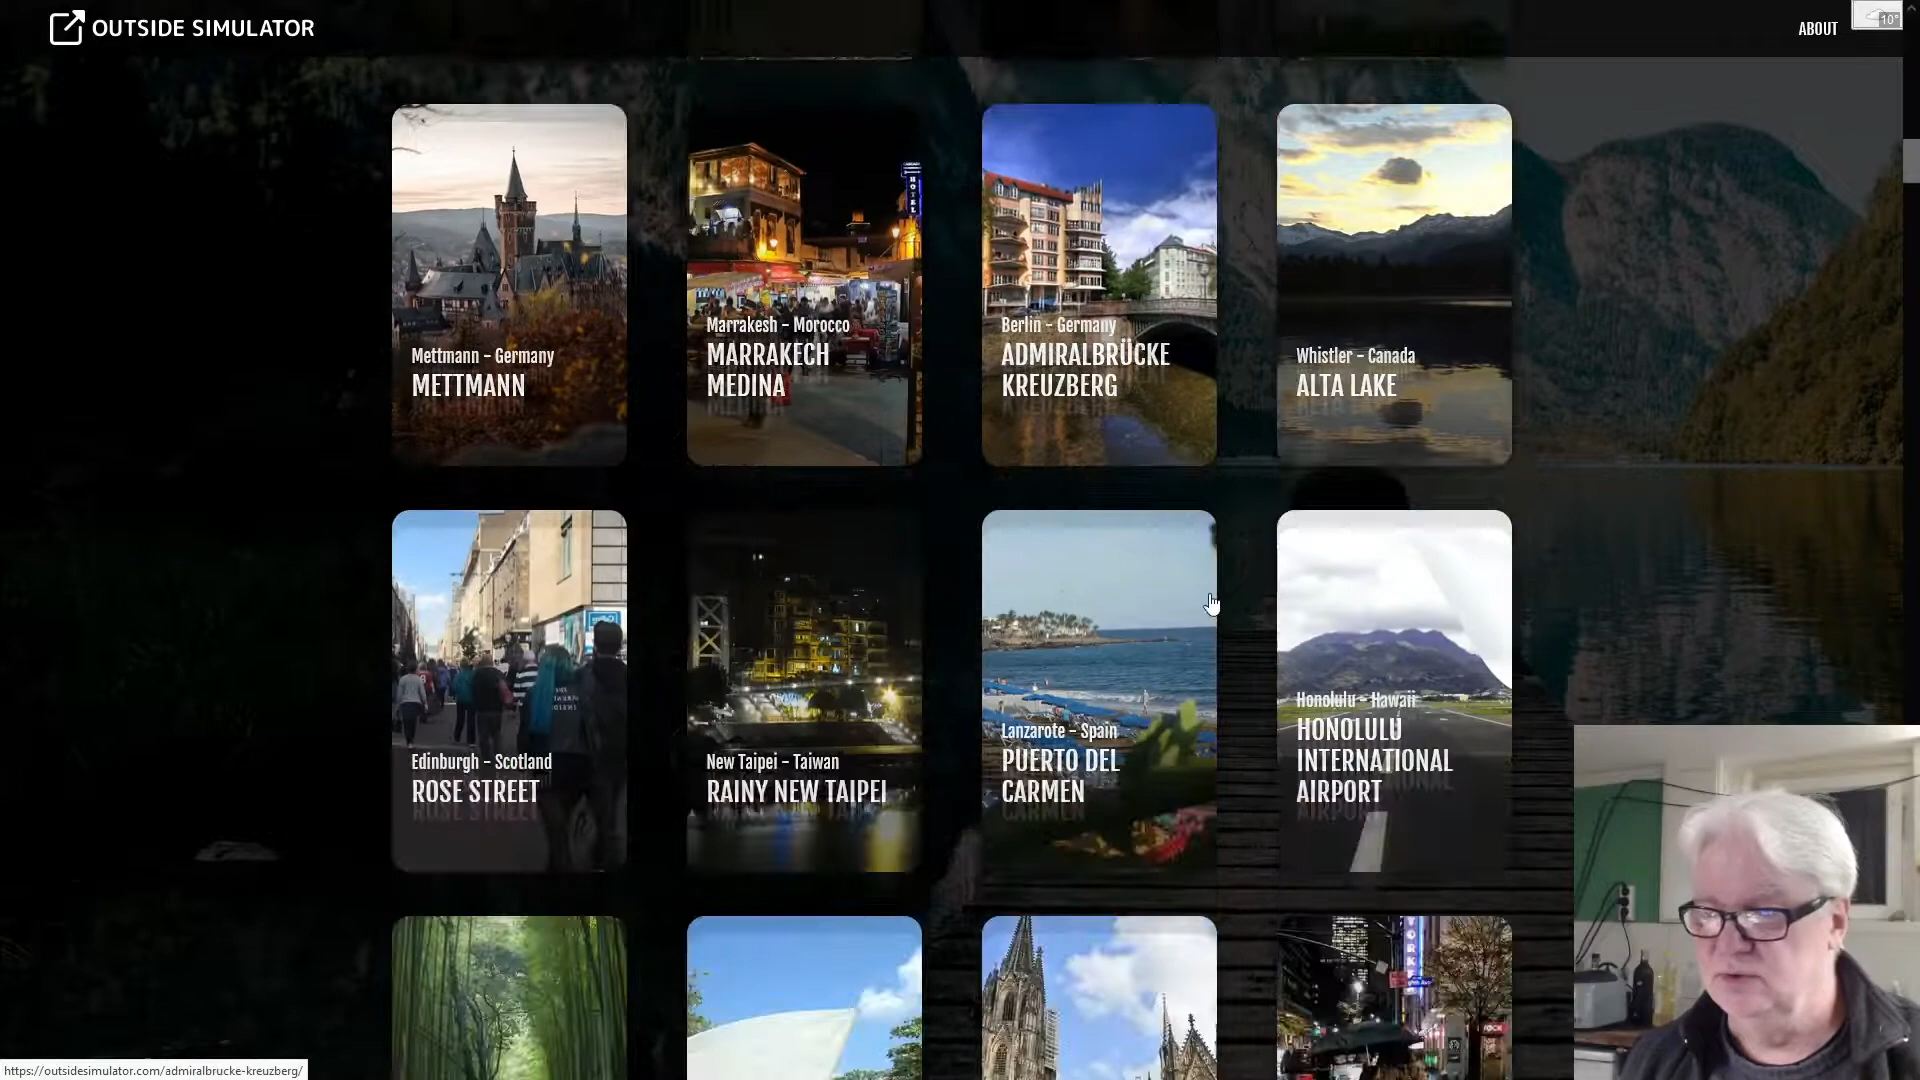 OUTSIDE SIMULATOR
ABOUT
10°
HOTEL
Mettmann - Germany
METTMANN
Marrakesh - Morocco
MARRAKECH
MEDINA
Berlin - Germany
ADMIRALBRÜCKE
KREUZBERG
Whistler - Canada
ALTA LAKE
Edinburgh - Scotland
ROSE STREET
New Taipei - Taiwan
RAINY NEW TAIPEI
Lanzarote - Spain
PUERTO DEL
CARMEN
Honolulu - Hawaii
HONOLULU
INTERNATIONAL
AIRPORT
https://outsidesimulator.com/admiralbrucke-kreuzberg/